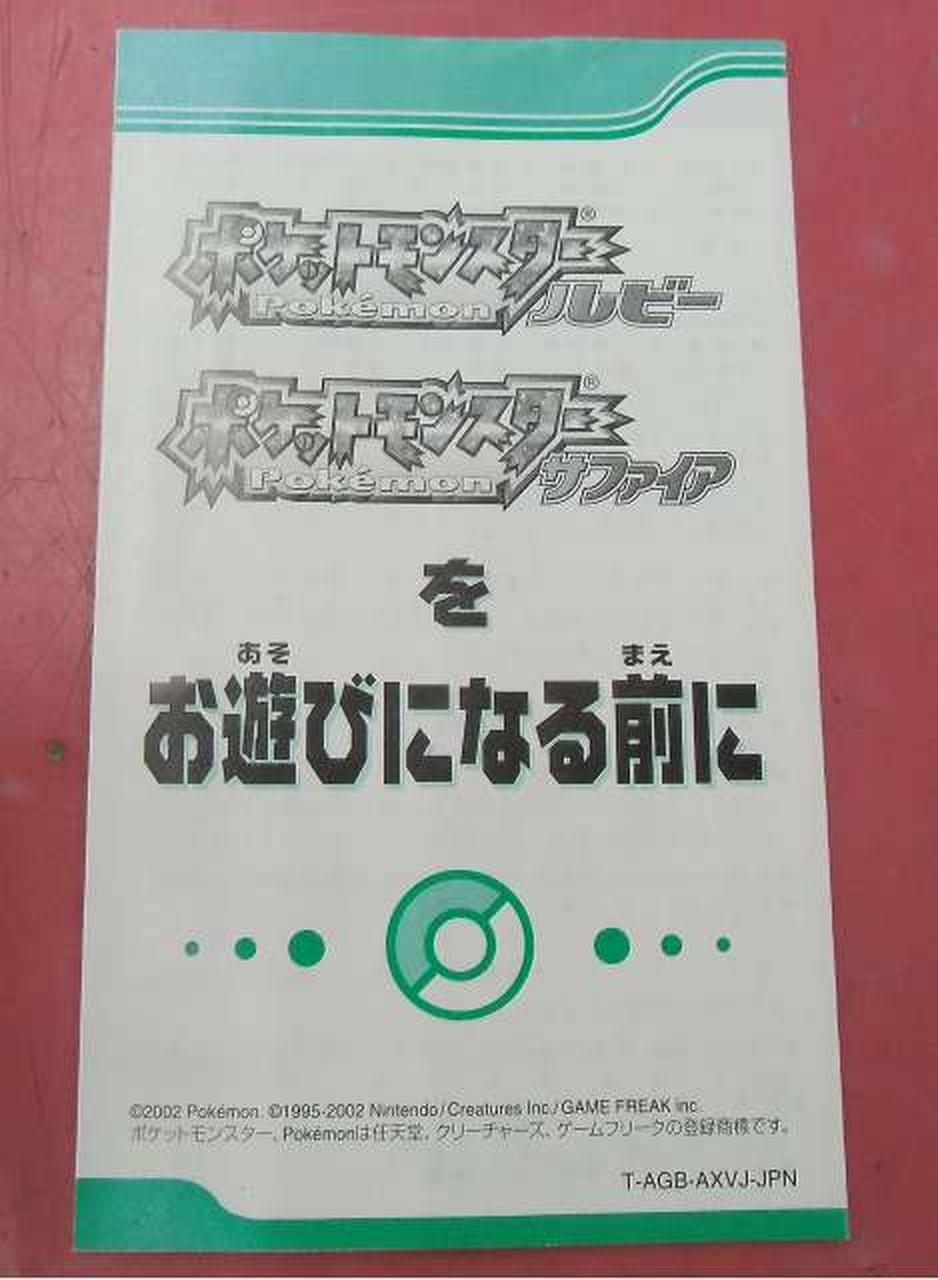 ポケットモンスター®
Pokémon ルビー
ポケットモンスター®
Pokémon サファイア
を
あそ まえ
お遊びになる前に
©2002 Pokémon. ©1995-2002 Nintendo/Creatures Inc./GAME FREAK inc.
ポケットモンスター、Pokémonは任天堂、クリーチャーズ、ゲームフリークの登録商標です。
T-AGB-AXVJ-JPN